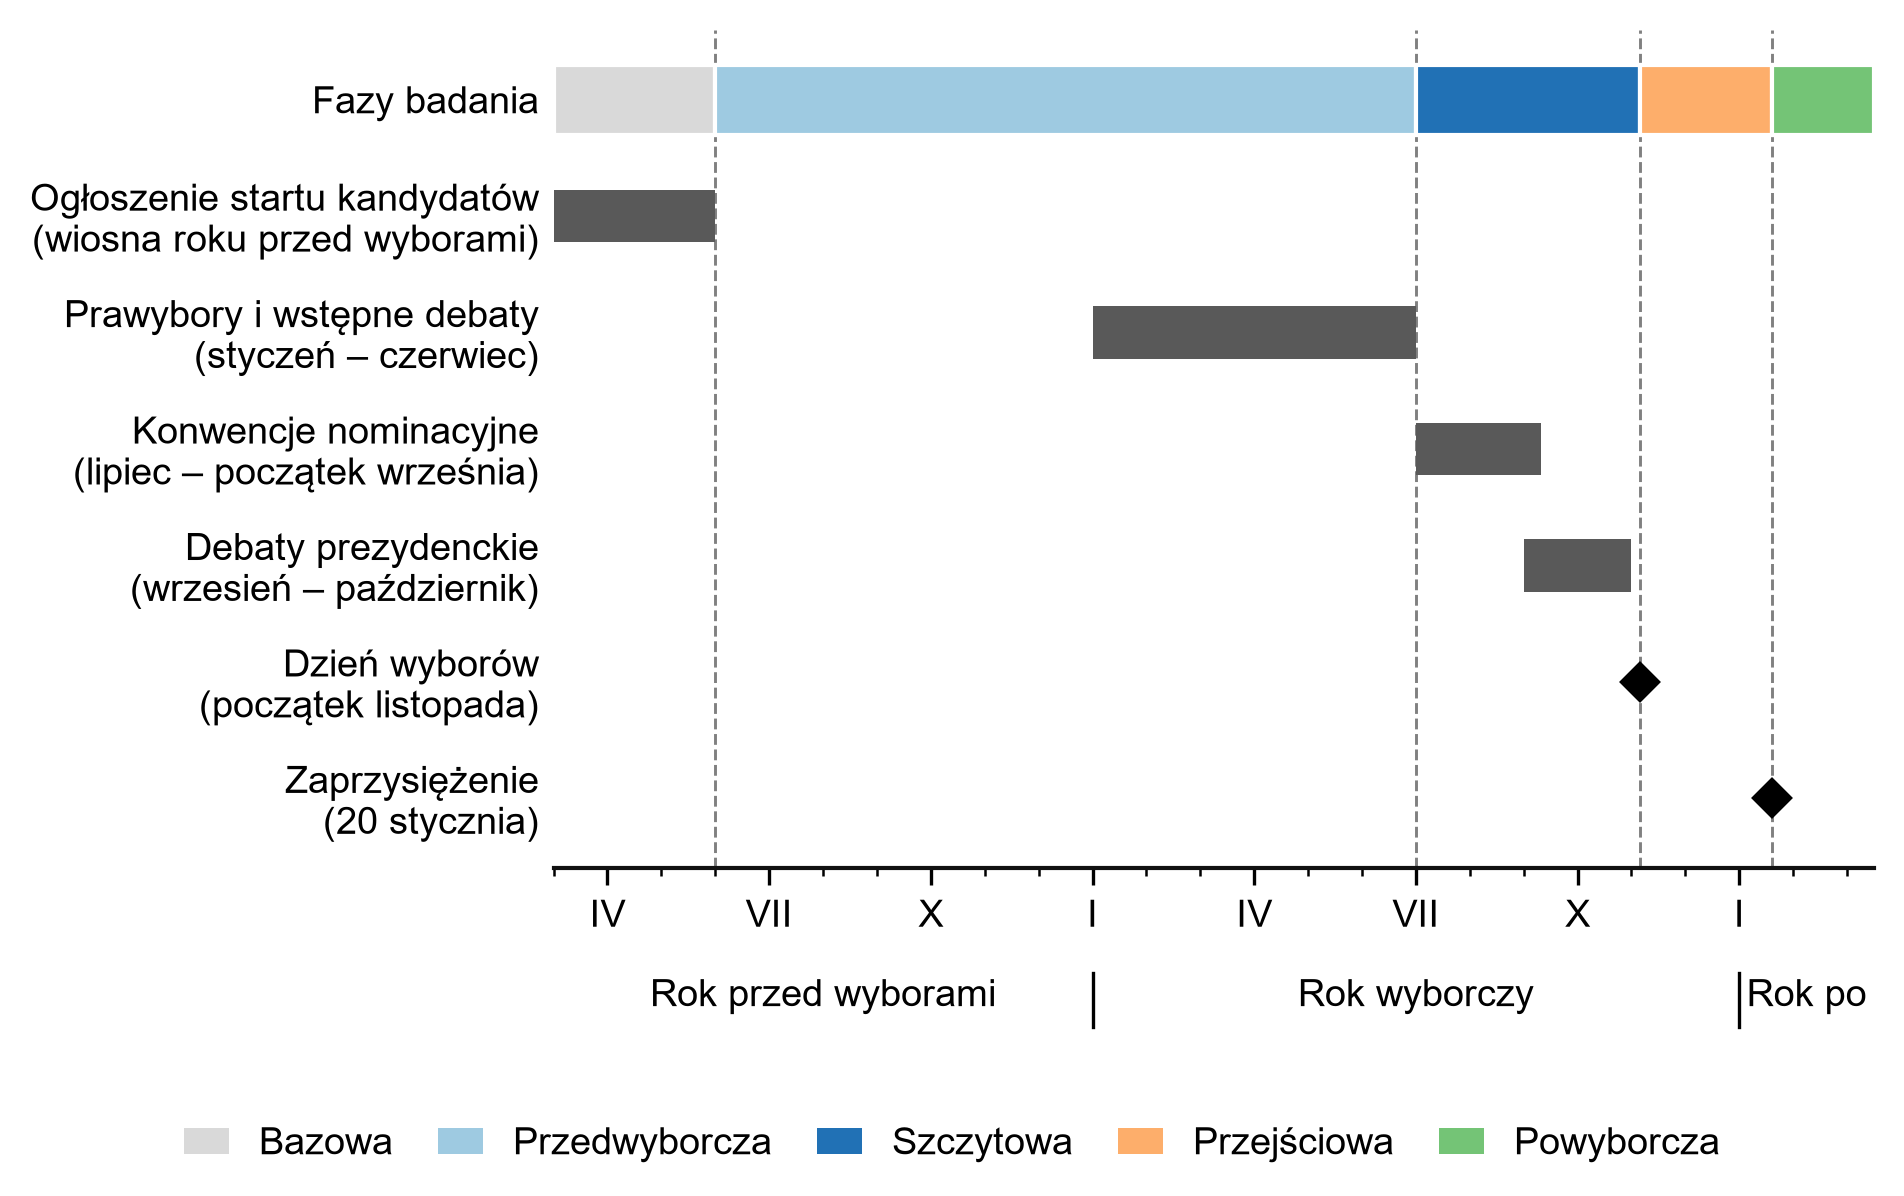 Fazy badania
Ogłoszenie startu kandydatów
(wiosna roku przed wyborami)
Prawybory i wstępne debaty
(styczeń – czerwiec)
Konwencje nominacyjne
(lipiec – początek września)
Debaty prezydenckie
(wrzesień – październik)
Dzień wyborów
(początek listopada)
Zaprzysiężenie
(20 stycznia)
IV VII X I IV VII X I
Rok przed wyborami Rok wyborczy Rok po
Bazowa Przedwyborcza Szczytowa Przejściowa Powyborcza